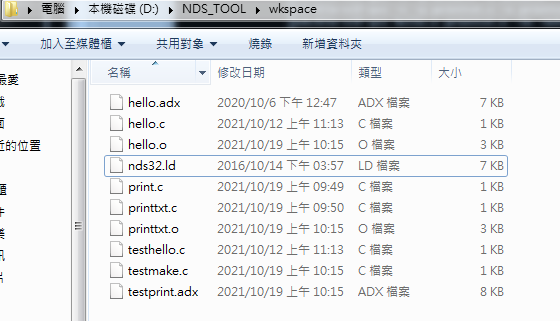 電腦 ▸ 本機磁碟 (D:) ▸ NDS_TOOL ▸ wkspace ▸
加入至媒體櫃 ▼ 共用對象 ▼ 燒錄 新增資料夾
名稱 修改日期 類型 大小
最愛
hello.adx 2020/10/6 下午 12:47 ADX 檔案 7 KB
hello.c 2021/10/12 上午 11:13 C 檔案 1 KB
面
hello.o 2021/10/19 上午 10:15 O 檔案 3 KB
近的位置
nds32.ld 2016/10/14 下午 03:57 LD 檔案 7 KB
print.c 2021/10/19 上午 09:49 C 檔案 1 KB
櫃
printtxt.c 2021/10/19 上午 09:50 C 檔案 1 KB
printtxt.o 2021/10/19 上午 10:15 O 檔案 3 KB
testhello.c 2021/10/12 上午 11:13 C 檔案 1 KB
testmake.c 2021/10/19 上午 10:15 C 檔案 1 KB
testprint.adx 2021/10/19 上午 10:15 ADX 檔案 8 KB